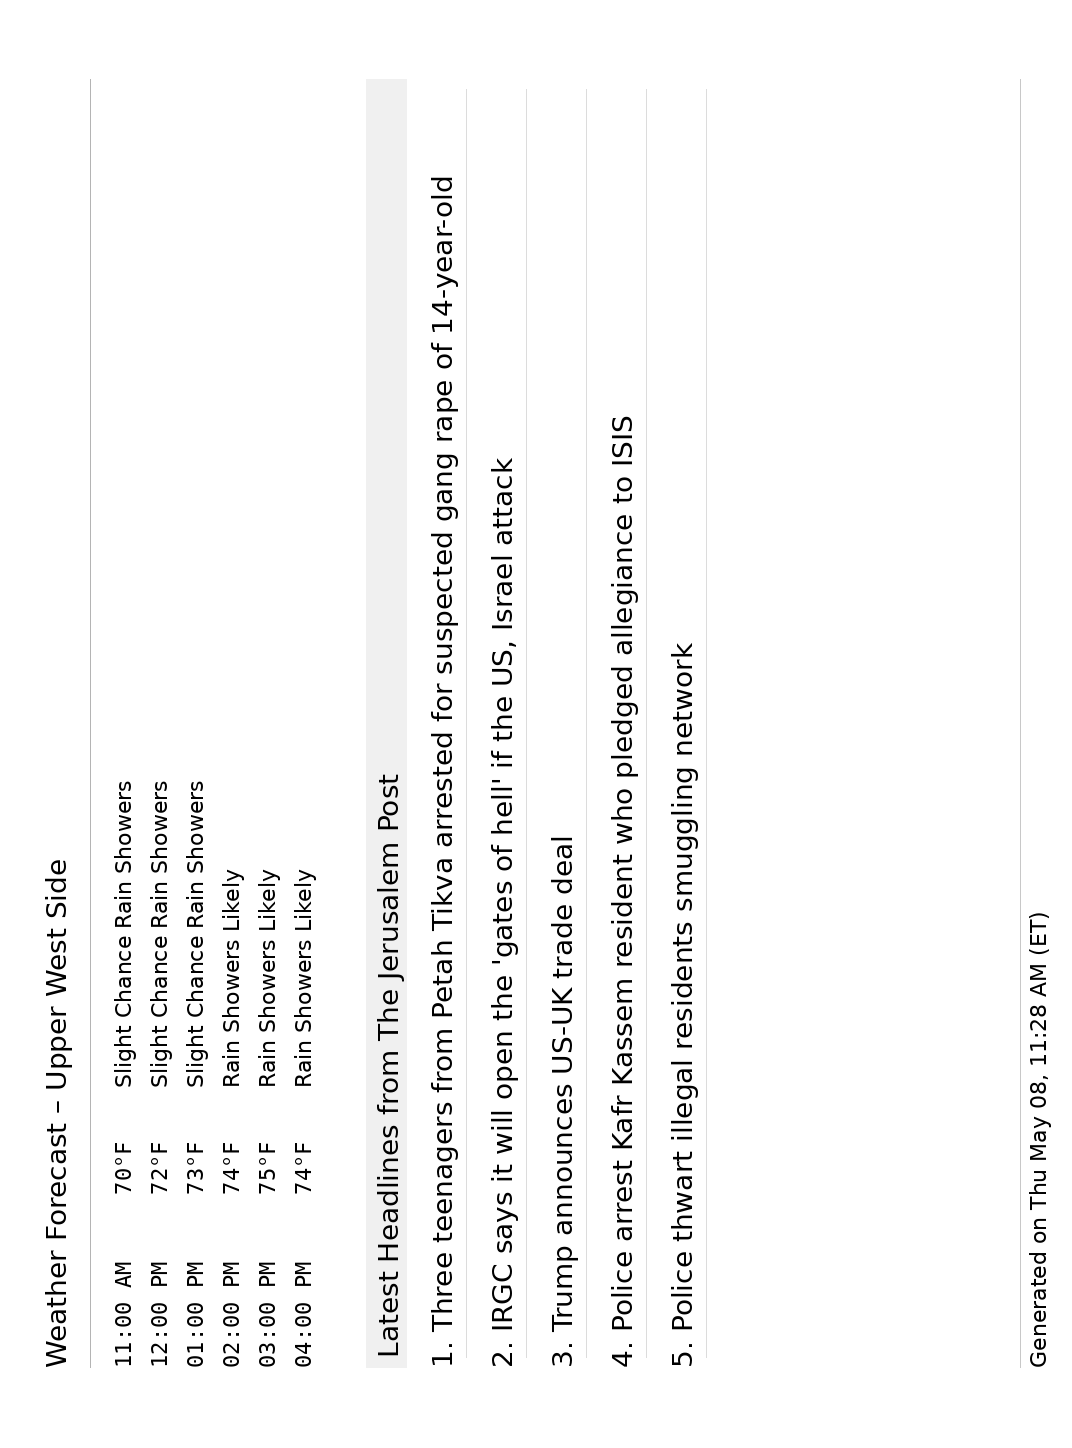 Weather Forecast – Upper West Side
11:00 AM 70°F Slight Chance Rain Showers
12:00 PM 72°F Slight Chance Rain Showers
01:00 PM 73°F Slight Chance Rain Showers
02:00 PM 74°F Rain Showers Likely
03:00 PM 75°F Rain Showers Likely
04:00 PM 74°F Rain Showers Likely
Latest Headlines from The Jerusalem Post
1. Three teenagers from Petah Tikva arrested for suspected gang rape of 14-year-old
2. IRGC says it will open the 'gates of hell' if the US, Israel attack
3. Trump announces US-UK trade deal
4. Police arrest Kafr Kassem resident who pledged allegiance to ISIS
5. Police thwart illegal residents smuggling network
Generated on Thu May 08, 11:28 AM (ET)